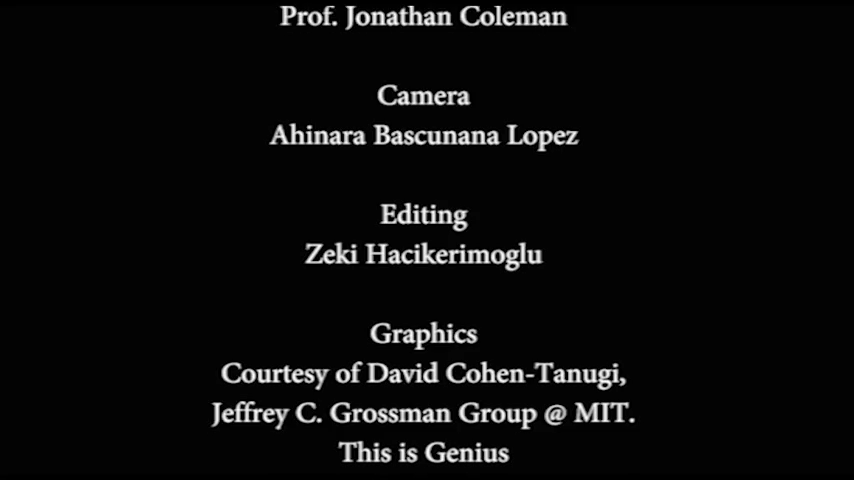 Prof. Jonathan Coleman
Camera
Ahinara Bascunana Lopez
Editing
Zeki Hacikerimoglu
Graphics
Courtesy of David Cohen-Tanugi,
Jeffrey C. Grossman Group @ MIT.
This is Genius